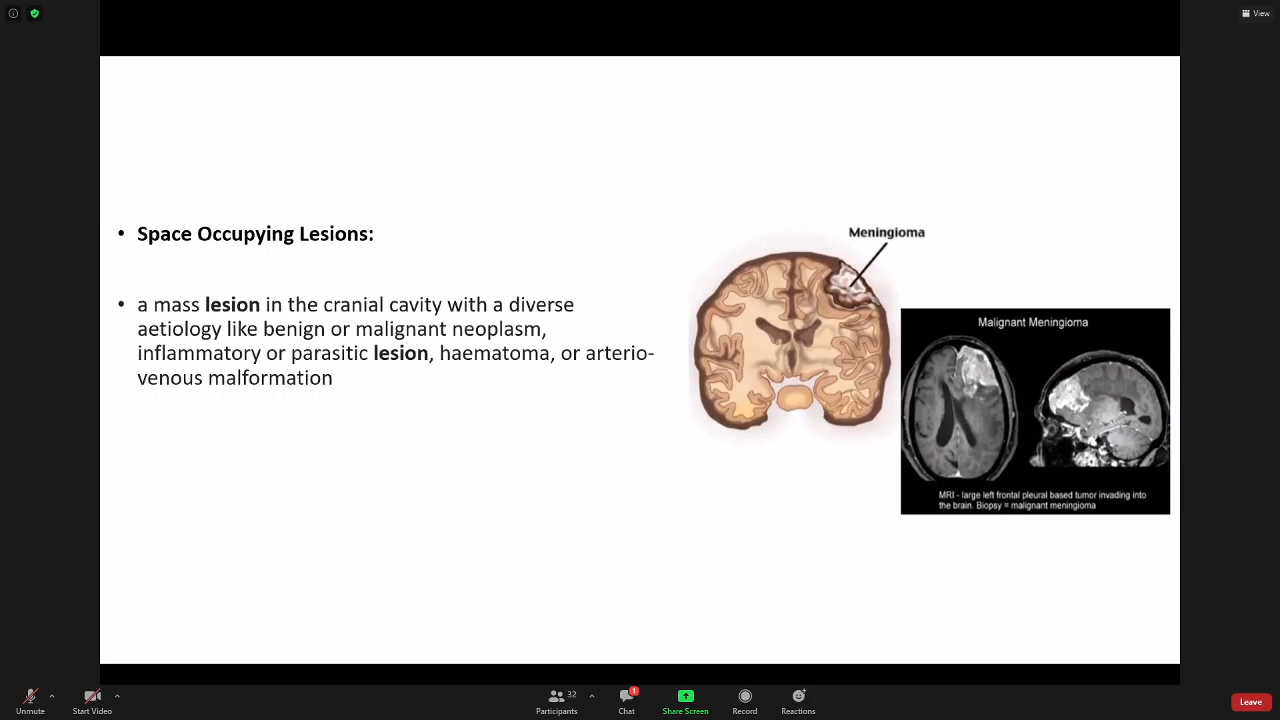 View
• Space Occupying Lesions:
• a mass lesion in the cranial cavity with a diverse
aetiology like benign or malignant neoplasm,
inflammatory or parasitic lesion, haematoma, or arterio-
venous malformation
Meningioma
Malignant Meningioma
MRI - large left frontal pleural based tumor invading into
the brain. Biopsy = malignant meningioma
Unmute
Start Video
32
Participants
1
Chat
Share Screen
Record
Reactions
Leave